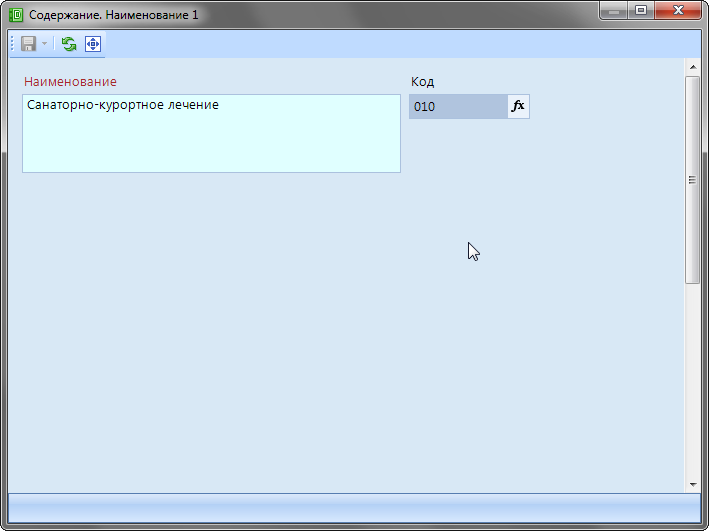 Содержание. Наименование 1
Наименование
Код
Санаторно-курортное лечение
010
fx